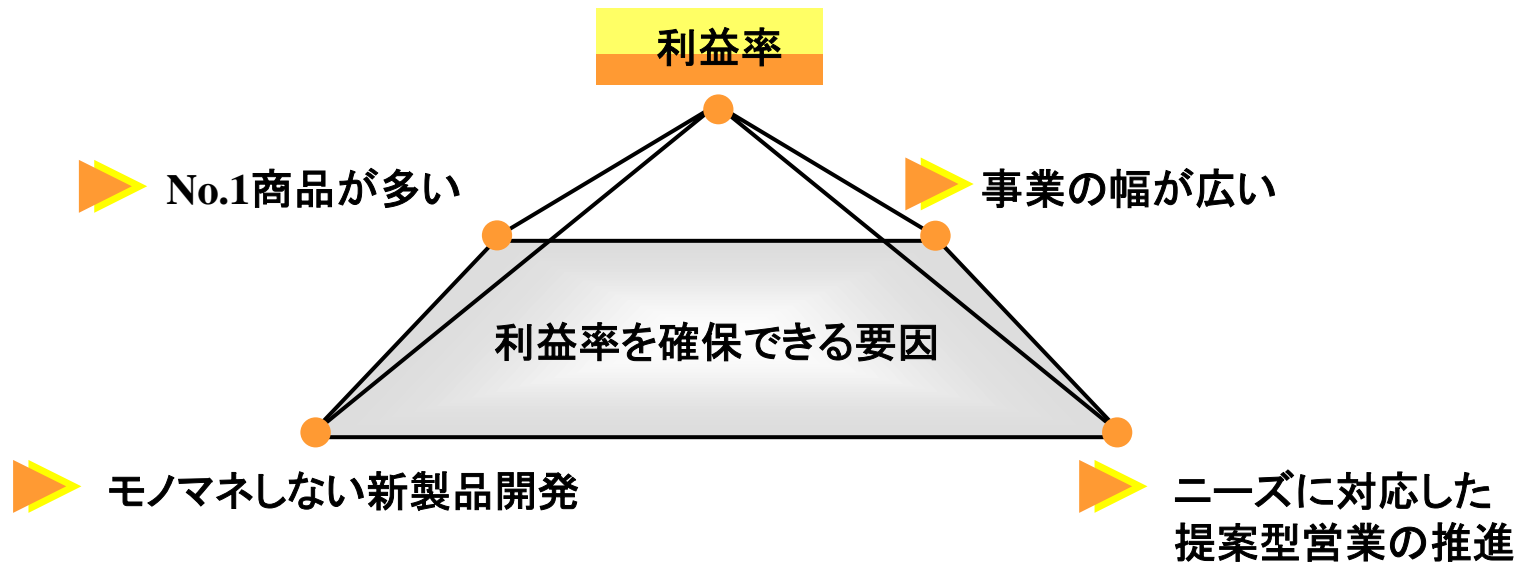 利益率
No.1商品が多い
事業の幅が広い
利益率を確保できる要因
モノマネしない新製品開発
ニーズに対応した
提案型営業の推進